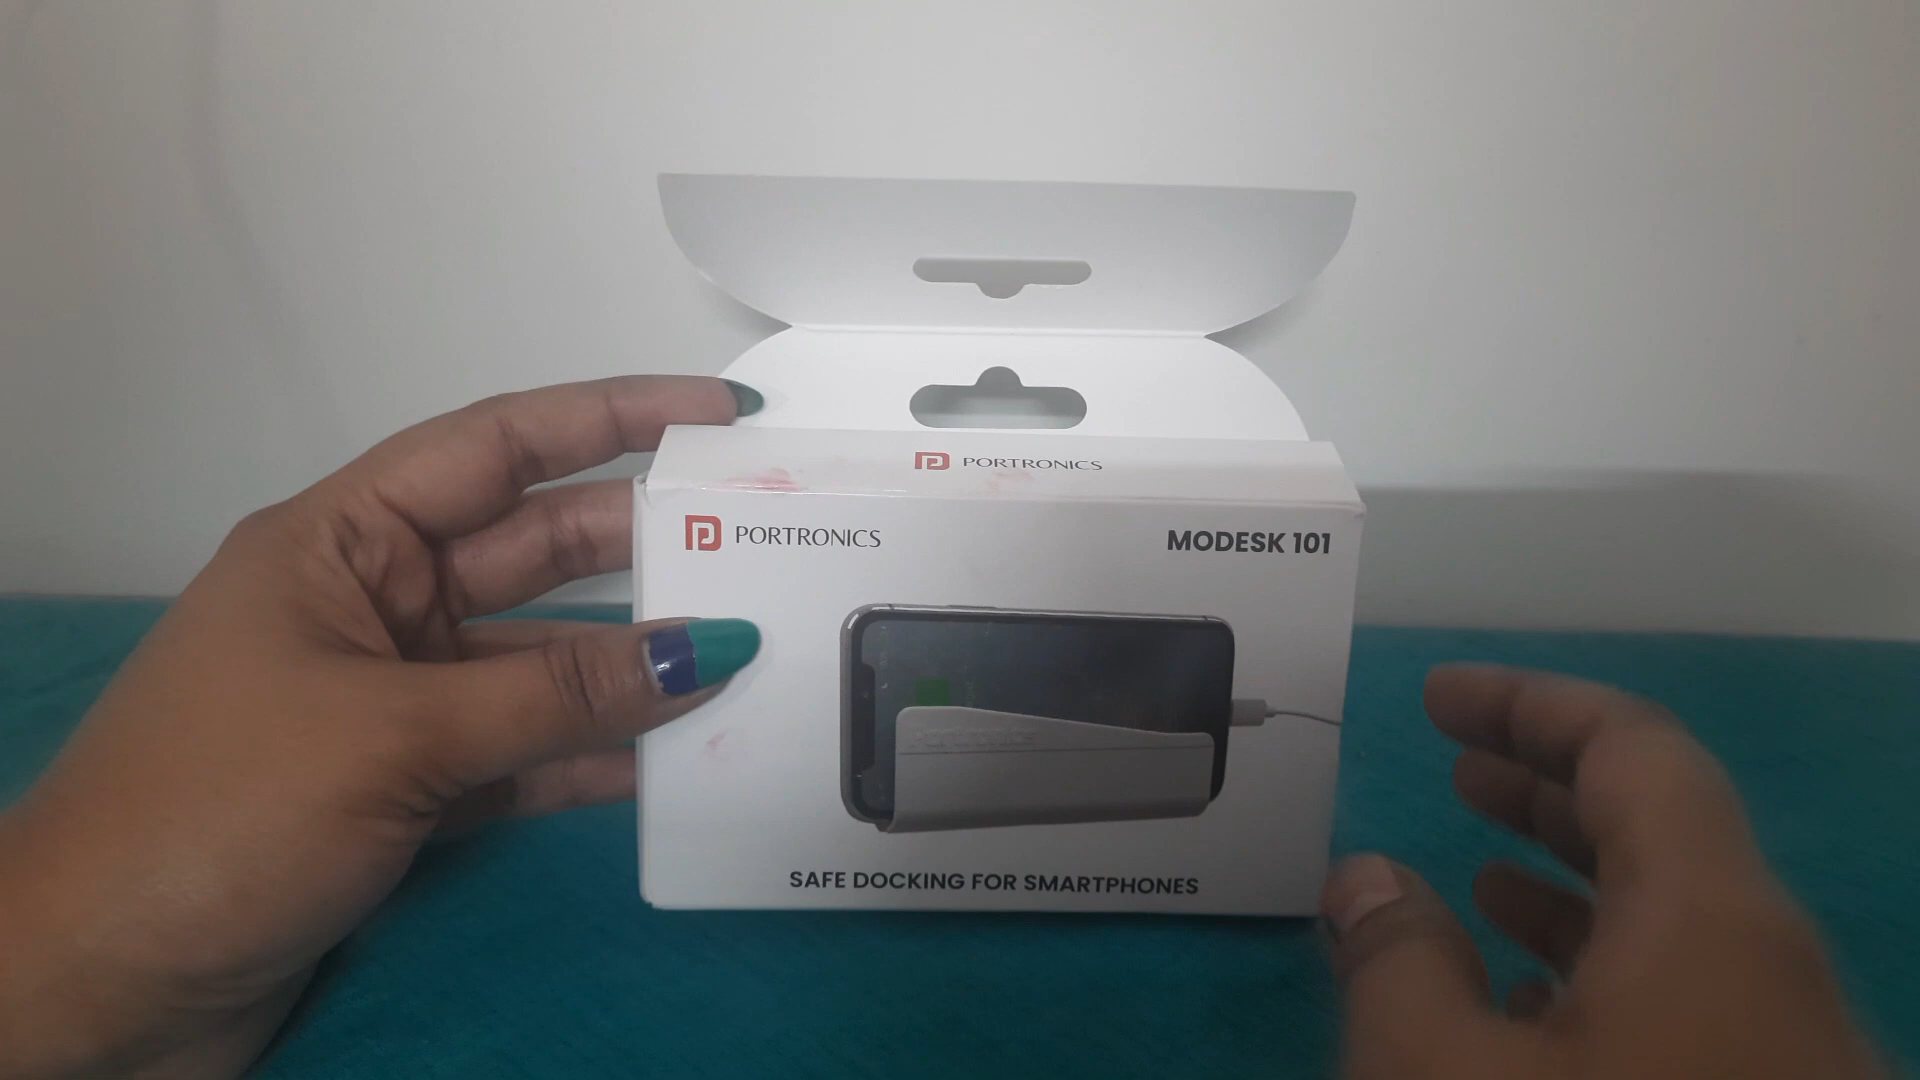 PORTRONICS
PORTRONICS
MODESK 101
SAFE DOCKING FOR SMARTPHONES